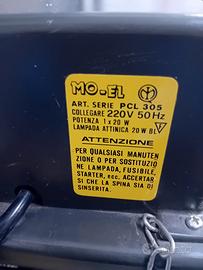 MO-EL
ART. SERIE PCL 305
COLLEGARE 220V 50Hz
POTENZA 1 x 20 W
LAMPADA ATTINICA 20 W BL
ATTENZIONE
PER QUALSIASI MANUTEN
ZIONE O PER SOSTITUZIO
NE LAMPADA, FUSIBILE,
STARTER, ecc. ACCERTAR
SI CHE LA SPINA SIA DI
SINSERITA.